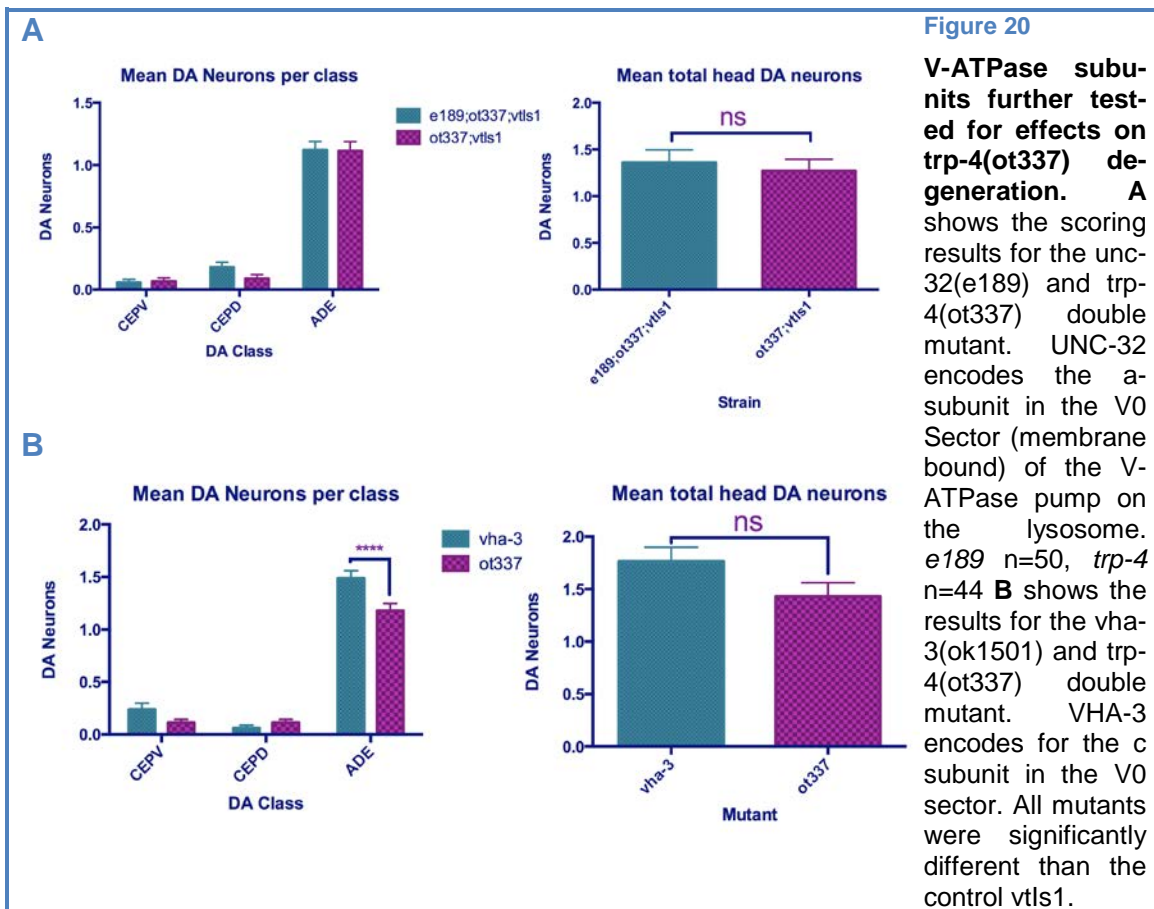 A
Mean DA Neurons per class
DA Neurons
1.5
1.0
0.5
0.0
CEPV
CEPD
ADE
DA Class
e189;ot337;vtIs1
ot337;vtIs1
Mean total head DA neurons
DA Neurons
2.0
1.5
1.0
0.5
0.0
ns
e189;ot337;vtIs1
ot337;vtIs1
Strain
B
Mean DA Neurons per class
DA Neurons
2.0
1.5
1.0
0.5
0.0
****
CEPV
CEPD
ADE
DA Class
vha-3
ot337
Mean total head DA neurons
DA Neurons
2.0
1.5
1.0
0.5
0.0
ns
vha-3
ot337
Mutant
Figure 20
V-ATPase subu-
nits further test-
ed for effects on
trp-4(ot337) de-
generation. A
shows the scoring
results for the unc-
32(e189) and trp-
4(ot337) double
mutant. UNC-32
encodes the a-
subunit in the V0
Sector (membrane
bound) of the V-
ATPase pump on
the lysosome.
e189 n=50, trp-4
n=44 B shows the
results for the vha-
3(ok1501) and trp-
4(ot337) double
mutant. VHA-3
encodes for the c
subunit in the V0
sector. All mutants
were significantly
different than the
control vtIs1.